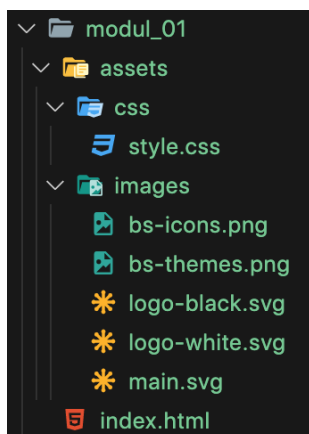 modul_01
assets
css
style.css
images
bs-icons.png
bs-themes.png
logo-black.svg
logo-white.svg
main.svg
index.html